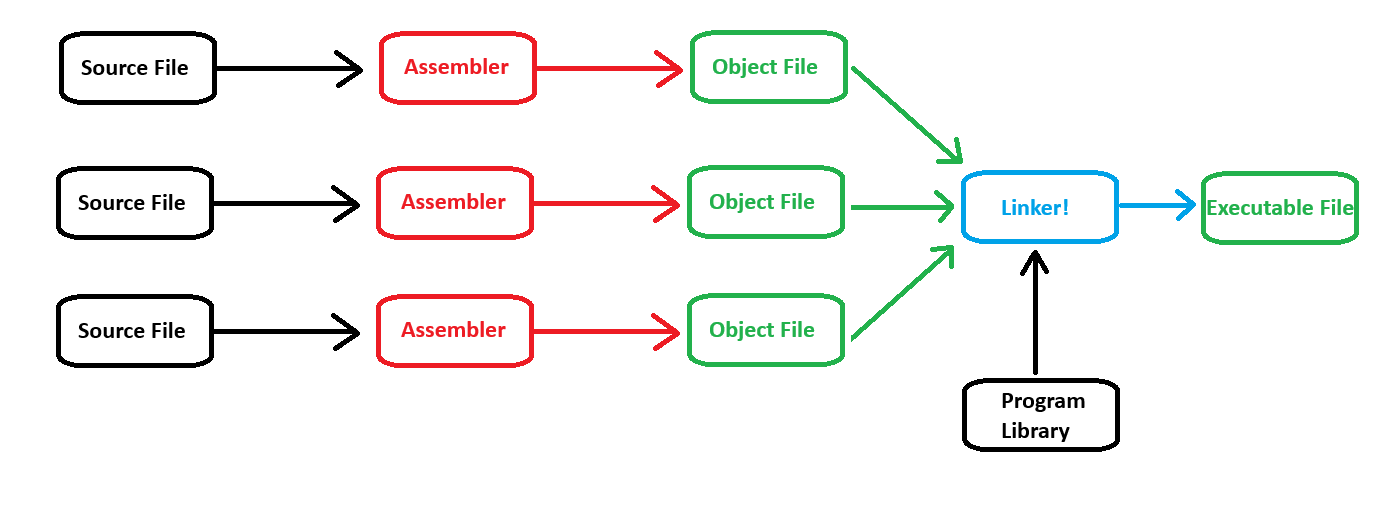 Source File
Assembler
Object File
Source File
Assembler
Object File
Linker!
Executable File
Source File
Assembler
Object File
Program
Library